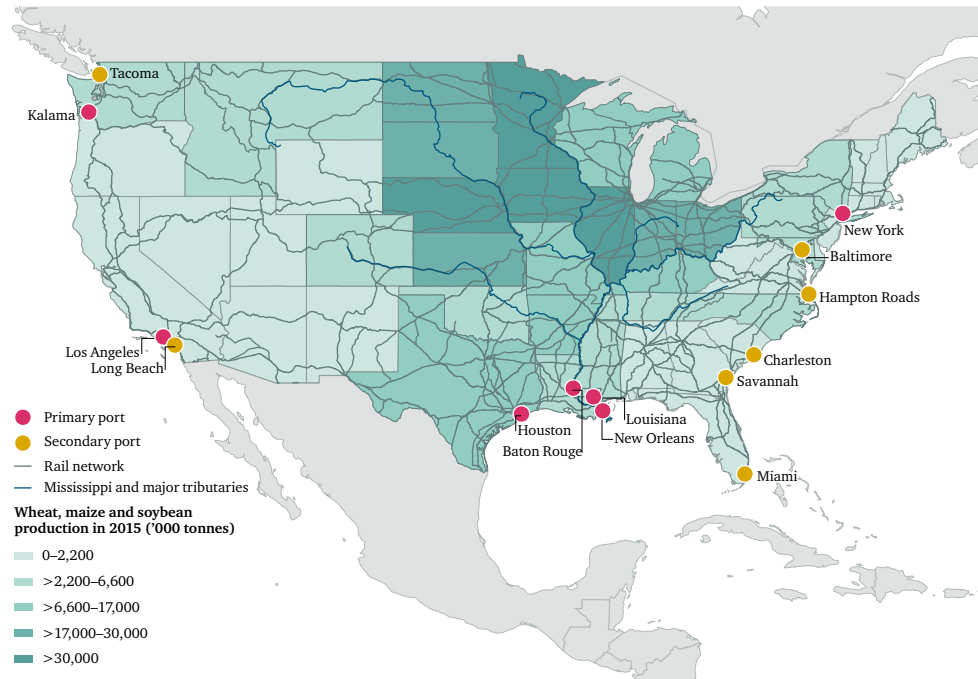 Tacoma
Kalama
New York
Baltimore
Hampton Roads
Los Angeles
Long Beach
Charleston
Savannah
Louisiana
Houston
New Orleans
Baton Rouge
Miami
Primary port
Secondary port
Rail network
Mississippi and major tributaries
Wheat, maize and soybean
production in 2015 ('000 tonnes)
0–2,200
>2,200–6,600
>6,600–17,000
>17,000–30,000
>30,000